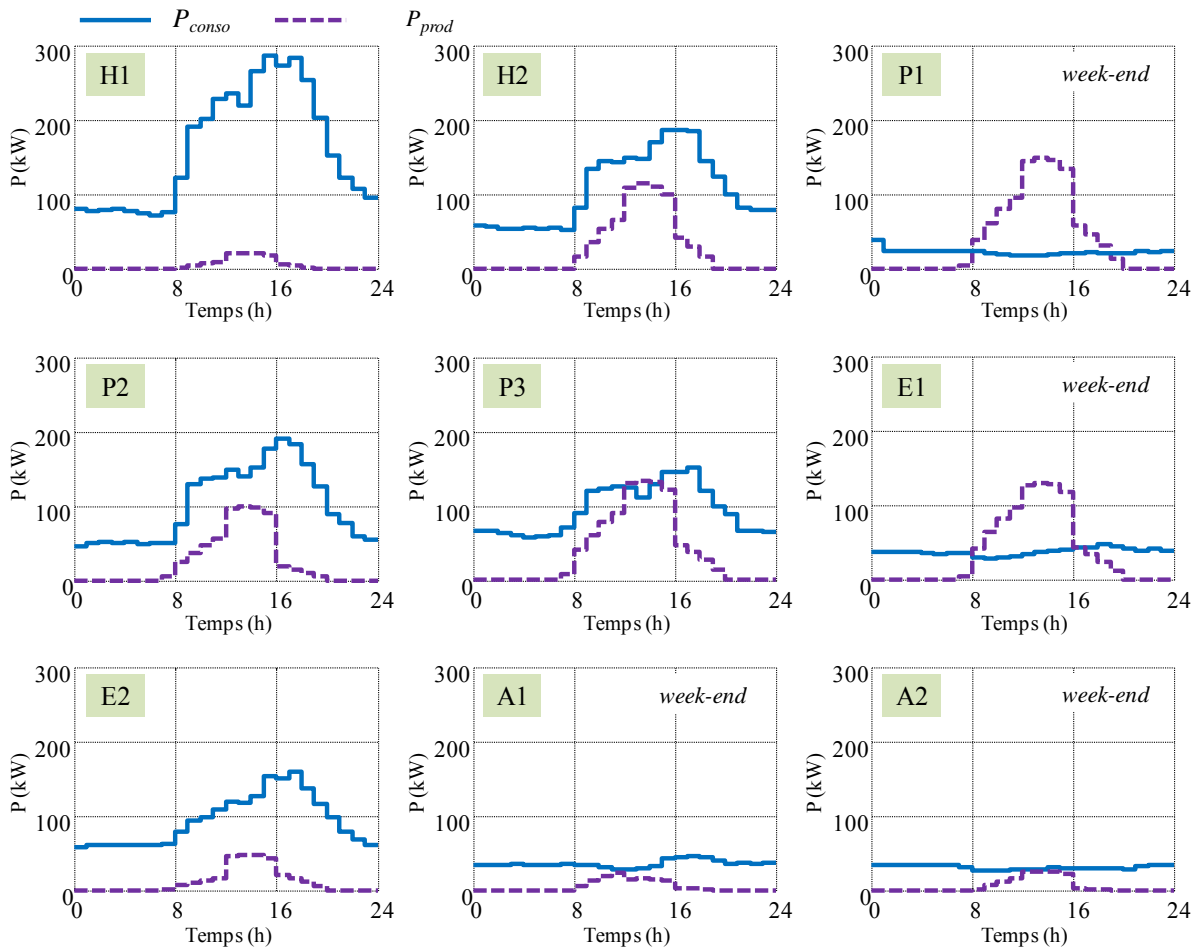 P_conso P_prod
H1
H2
P1 week-end
P (kW)
300
200
100
0
0 8 16 24
Temps (h)
P (kW)
300
200
100
0
0 8 16 24
Temps (h)
P (kW)
300
200
100
0
0 8 16 24
Temps (h)
P2
P3
E1 week-end
P (kW)
300
200
100
0
0 8 16 24
Temps (h)
P (kW)
300
200
100
0
0 8 16 24
Temps (h)
P (kW)
300
200
100
0
0 8 16 24
Temps (h)
E2
A1 week-end
A2 week-end
P (kW)
300
200
100
0
0 8 16 24
Temps (h)
P (kW)
300
200
100
0
0 8 16 24
Temps (h)
P (kW)
300
200
100
0
0 8 16 24
Temps (h)